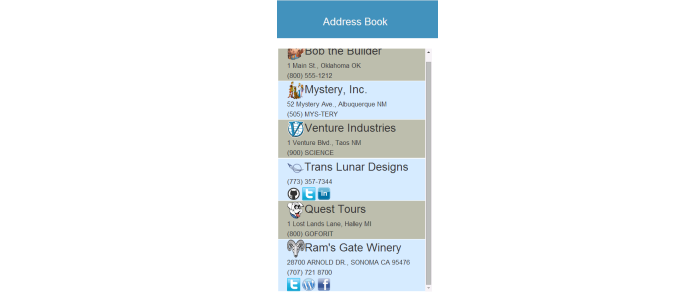 Address Book
Bob the Builder
1 Main St., Oklahoma OK
(800) 555-1212
Mystery, Inc.
52 Mystery Ave., Albuquerque NM
(505) MYS-TERY
Venture Industries
1 Venture Blvd., Taos NM
(900) SCIENCE
Trans Lunar Designs
(773) 357-7344
in
Quest Tours
1 Lost Lands Lane, Halley MI
(800) GOFORIT
Ram's Gate Winery
28700 ARNOLD DR., SONOMA CA 95476
(707) 721 8700